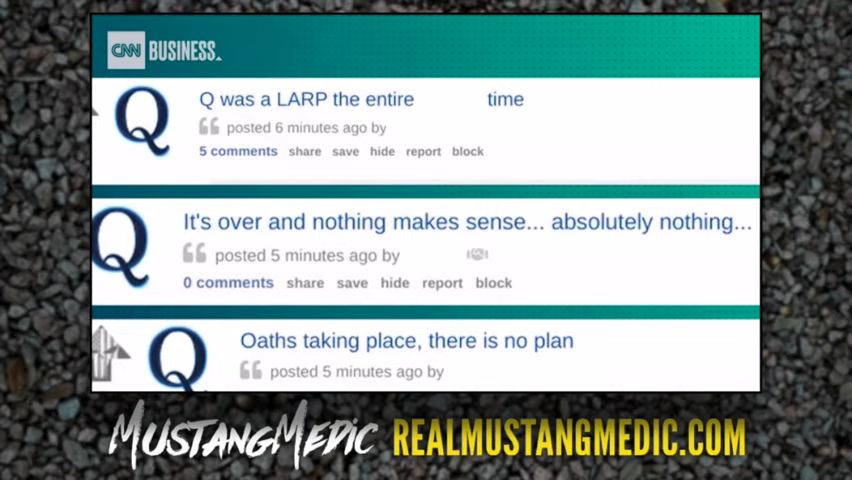 CNN BUSINESS
Q Q was a LARP the entire time
posted 6 minutes ago by
5 comments share save hide report block
Q It's over and nothing makes sense... absolutely nothing...
posted 5 minutes ago by
0 comments share save hide report block
Q Oaths taking place, there is no plan
posted 5 minutes ago by
MUSTANGMEDIC REALMUSTANGMEDIC.COM